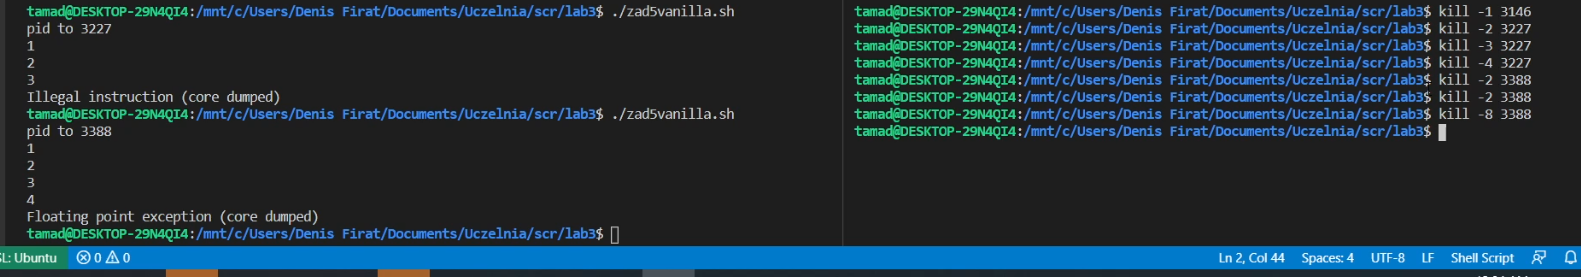 tamad@DESKTOP-29N4QI4:/mnt/c/Users/Denis Firat/Documents/Uczelnia/scr/lab3$ ./zad5vanilla.sh
pid to 3227
1
2
3
Illegal instruction (core dumped)
tamad@DESKTOP-29N4QI4:/mnt/c/Users/Denis Firat/Documents/Uczelnia/scr/lab3$ ./zad5vanilla.sh
pid to 3388
1
2
3
4
Floating point exception (core dumped)
tamad@DESKTOP-29N4QI4:/mnt/c/Users/Denis Firat/Documents/Uczelnia/scr/lab3$
tamad@DESKTOP-29N4QI4:/mnt/c/Users/Denis Firat/Documents/Uczelnia/scr/lab3$ kill -1 3146
tamad@DESKTOP-29N4QI4:/mnt/c/Users/Denis Firat/Documents/Uczelnia/scr/lab3$ kill -2 3227
tamad@DESKTOP-29N4QI4:/mnt/c/Users/Denis Firat/Documents/Uczelnia/scr/lab3$ kill -3 3227
tamad@DESKTOP-29N4QI4:/mnt/c/Users/Denis Firat/Documents/Uczelnia/scr/lab3$ kill -4 3227
tamad@DESKTOP-29N4QI4:/mnt/c/Users/Denis Firat/Documents/Uczelnia/scr/lab3$ kill -2 3388
tamad@DESKTOP-29N4QI4:/mnt/c/Users/Denis Firat/Documents/Uczelnia/scr/lab3$ kill -2 3388
tamad@DESKTOP-29N4QI4:/mnt/c/Users/Denis Firat/Documents/Uczelnia/scr/lab3$ kill -8 3388
tamad@DESKTOP-29N4QI4:/mnt/c/Users/Denis Firat/Documents/Uczelnia/scr/lab3$
SL: Ubuntu 0 0 Ln 2, Col 44 Spaces: 4 UTF-8 LF Shell Script